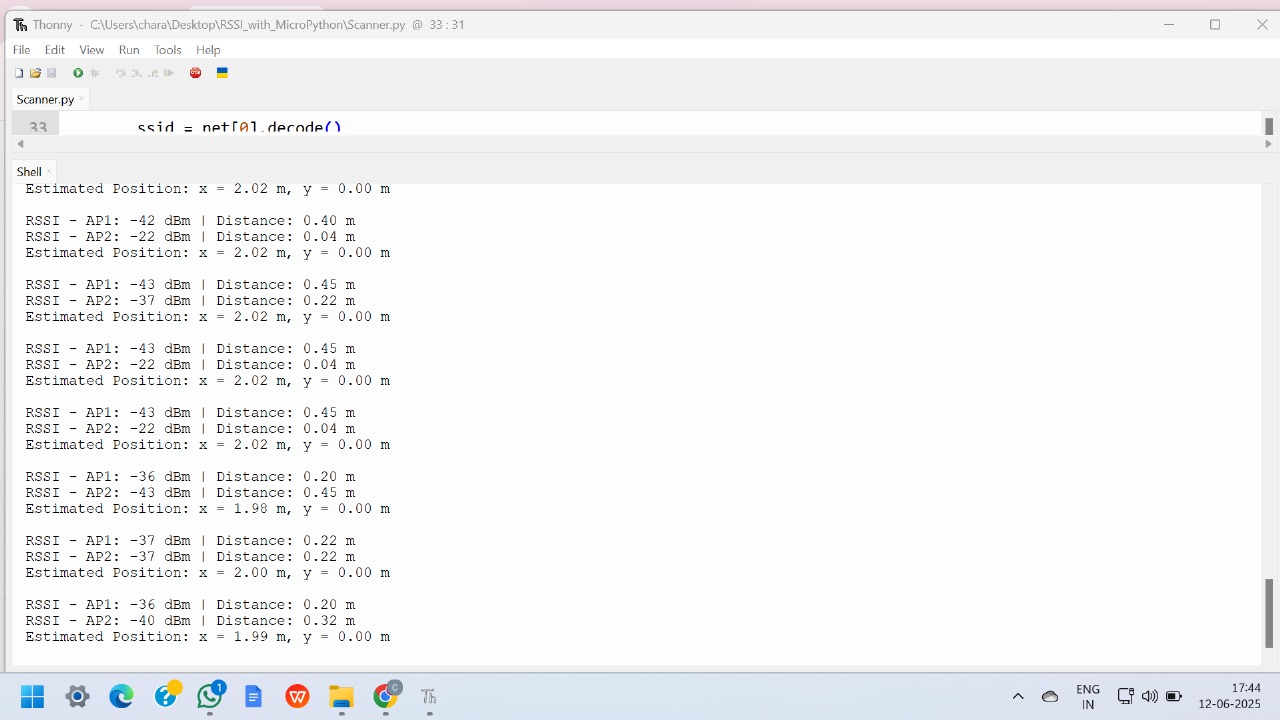 Th Thonny - C:\Users\chara\Desktop\RSSI_with_MicroPython\Scanner.py @ 33 : 31
File Edit View Run Tools Help
STOP
Scanner.py
33 ssid = net[0].decode()
Shell
Estimated Position: x = 2.02 m, y = 0.00 m
RSSI - AP1: -42 dBm | Distance: 0.40 m
RSSI - AP2: -22 dBm | Distance: 0.04 m
Estimated Position: x = 2.02 m, y = 0.00 m
RSSI - AP1: -43 dBm | Distance: 0.45 m
RSSI - AP2: -37 dBm | Distance: 0.22 m
Estimated Position: x = 2.02 m, y = 0.00 m
RSSI - AP1: -43 dBm | Distance: 0.45 m
RSSI - AP2: -22 dBm | Distance: 0.04 m
Estimated Position: x = 2.02 m, y = 0.00 m
RSSI - AP1: -43 dBm | Distance: 0.45 m
RSSI - AP2: -22 dBm | Distance: 0.04 m
Estimated Position: x = 2.02 m, y = 0.00 m
RSSI - AP1: -36 dBm | Distance: 0.20 m
RSSI - AP2: -43 dBm | Distance: 0.45 m
Estimated Position: x = 1.98 m, y = 0.00 m
RSSI - AP1: -37 dBm | Distance: 0.22 m
RSSI - AP2: -37 dBm | Distance: 0.22 m
Estimated Position: x = 2.00 m, y = 0.00 m
RSSI - AP1: -36 dBm | Distance: 0.20 m
RSSI - AP2: -40 dBm | Distance: 0.32 m
Estimated Position: x = 1.99 m, y = 0.00 m
? 1 W C Th
ENG
IN
17:44
12-06-2025